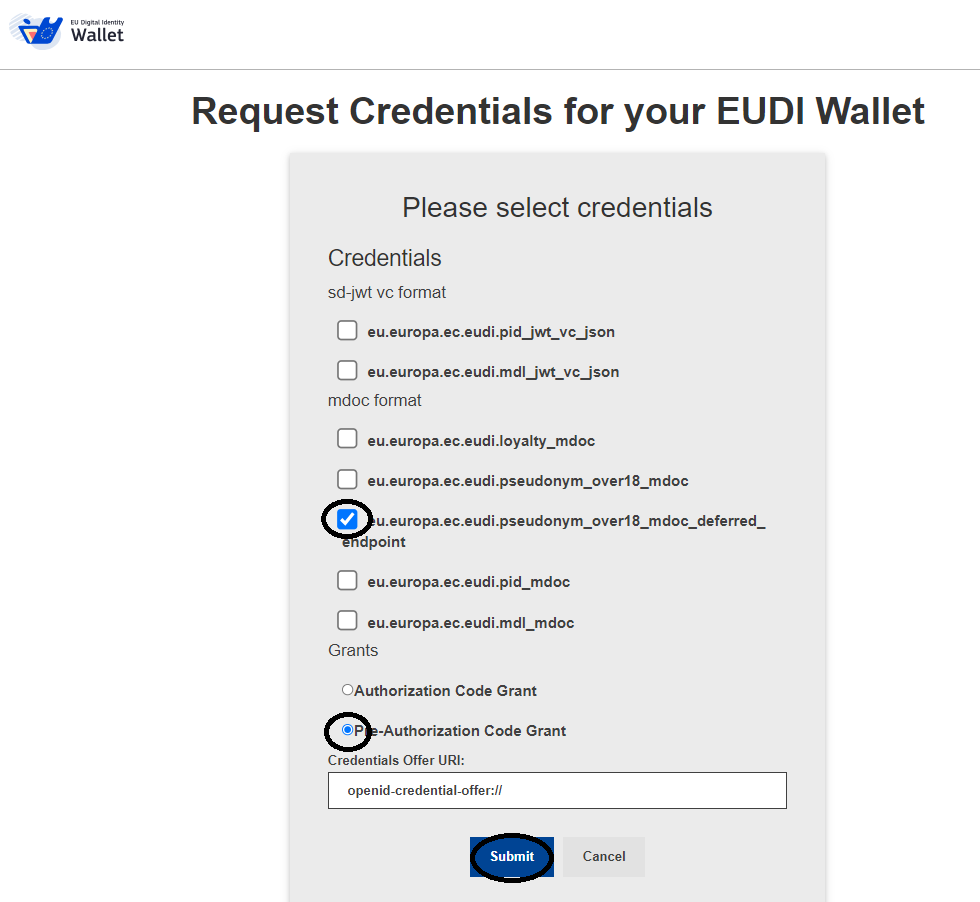 EU Digital Identity
Wallet
Request Credentials for your EUDI Wallet
Please select credentials
Credentials
sd-jwt vc format
eu.europa.ec.eudi.pid_jwt_vc_json
eu.europa.ec.eudi.mdl_jwt_vc_json
mdoc format
eu.europa.ec.eudi.loyalty_mdoc
eu.europa.ec.eudi.pseudonym_over18_mdoc
eu.europa.ec.eudi.pseudonym_over18_mdoc_deferred_
endpoint
eu.europa.ec.eudi.pid_mdoc
eu.europa.ec.eudi.mdl_mdoc
Grants
Authorization Code Grant
Pre-Authorization Code Grant
Credentials Offer URI:
openid-credential-offer://
Submit Cancel